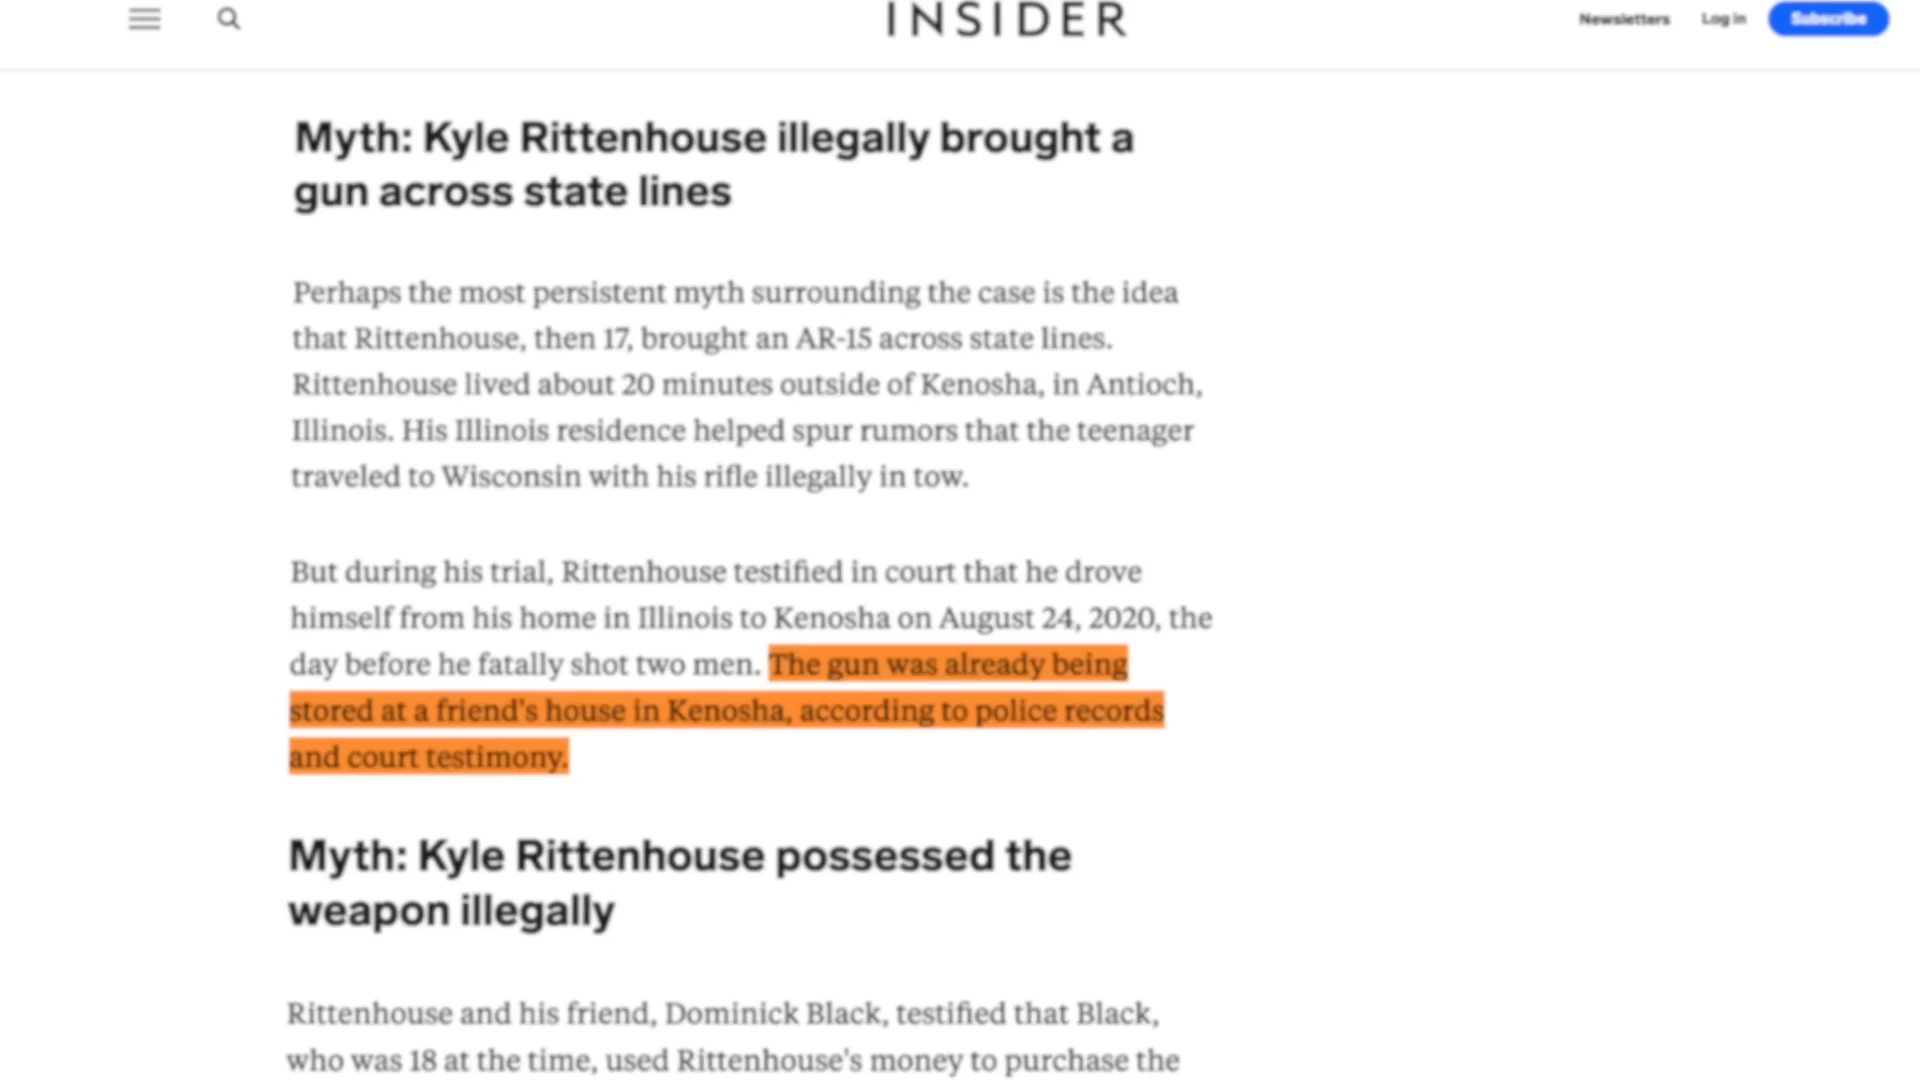 INSIDER
Newsletters
Log in
Subscribe
Myth: Kyle Rittenhouse illegally brought a
gun across state lines
Perhaps the most persistent myth surrounding the case is the idea
that Rittenhouse, then 17, brought an AR-15 across state lines.
Rittenhouse lived about 20 minutes outside of Kenosha, in Antioch,
Illinois. His Illinois residence helped spur rumors that the teenager
traveled to Wisconsin with his rifle illegally in tow.
But during his trial, Rittenhouse testified in court that he drove
himself from his home in Illinois to Kenosha on August 24, 2020, the
day before he fatally shot two men. The gun was already being
stored at a friend's house in Kenosha, according to police records
and court testimony.
Myth: Kyle Rittenhouse possessed the
weapon illegally
Rittenhouse and his friend, Dominick Black, testified that Black,
who was 18 at the time, used Rittenhouse's money to purchase the